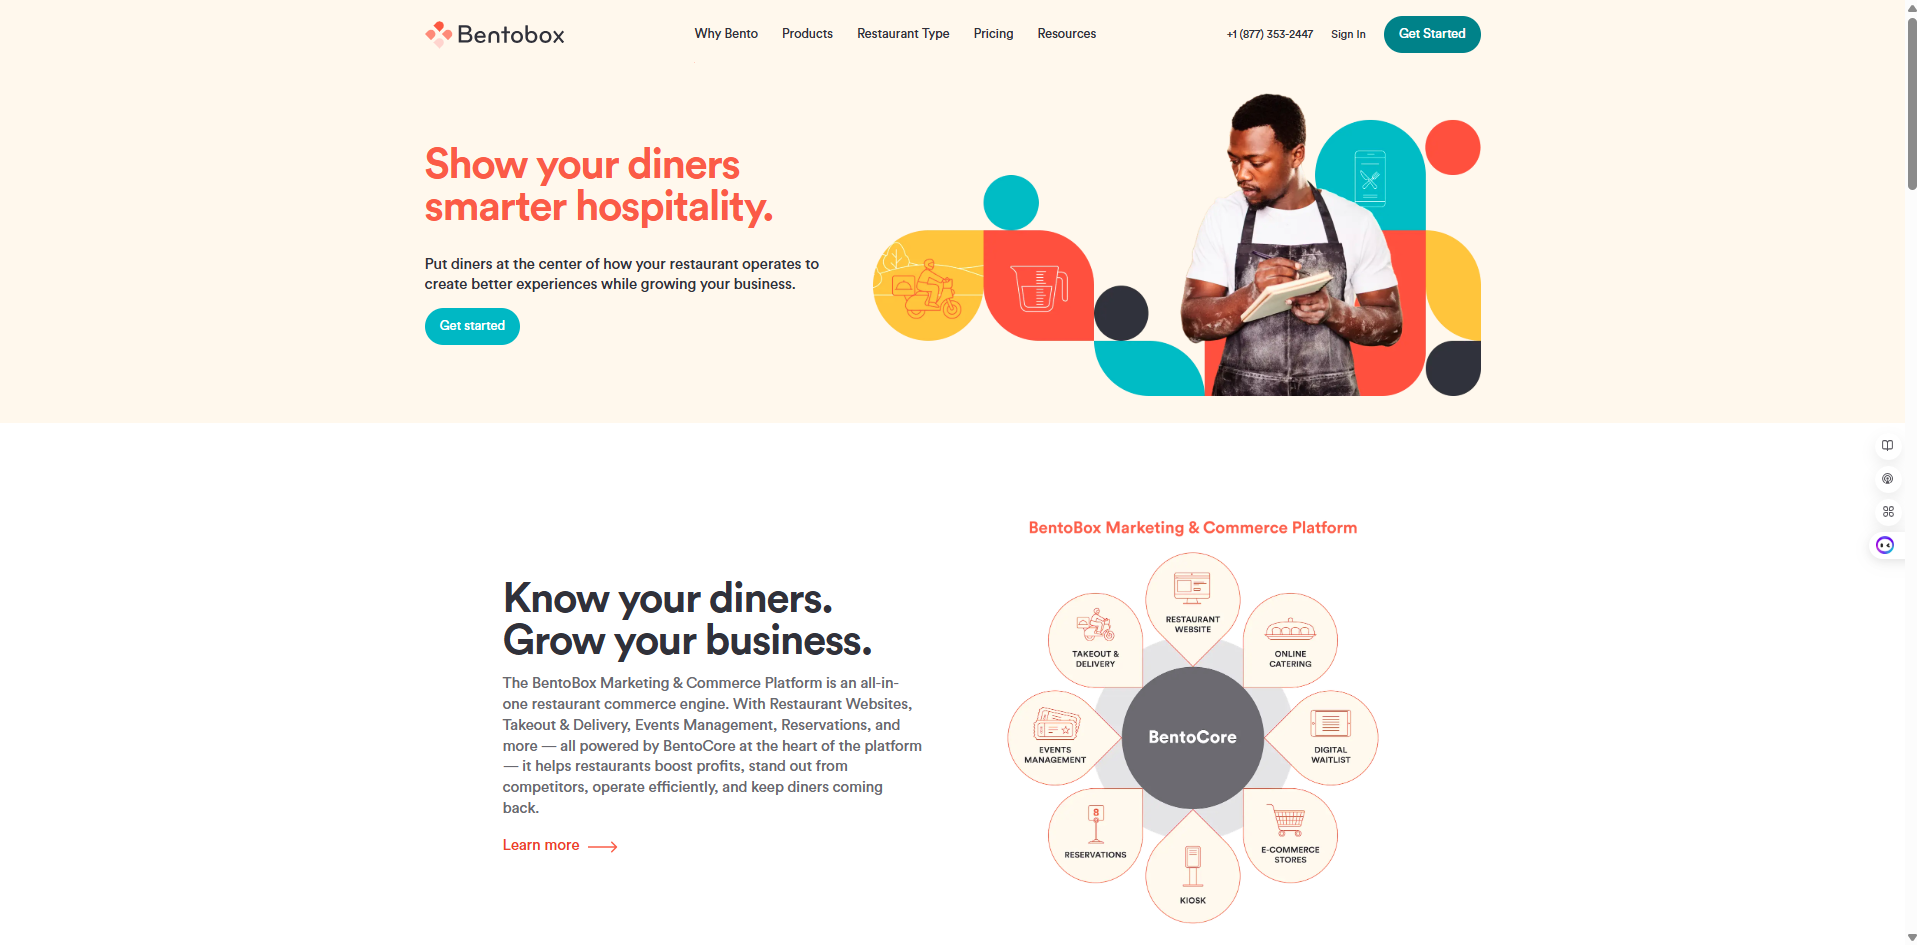 Bentobox
Why Bento
Products
Restaurant Type
Pricing
Resources
+1 (877) 353-2447
Sign In
Get Started
Show your diners
smarter hospitality.
Put diners at the center of how your restaurant operates to
create better experiences while growing your business.
Get started
Know your diners.
Grow your business.
The BentoBox Marketing & Commerce Platform is an all-in-
one restaurant commerce engine. With Restaurant Websites,
Takeout & Delivery, Events Management, Reservations, and
more — all powered by BentoCore at the heart of the platform
— it helps restaurants boost profits, stand out from
competitors, operate efficiently, and keep diners coming
back.
Learn more
BentoBox Marketing & Commerce Platform
RESTAURANT
WEBSITE
TAKEOUT &
DELIVERY
ONLINE
CATERING
EVENTS
MANAGEMENT
BentoCore
DIGITAL
WAITLIST
8
RESERVATIONS
E-COMMERCE
STORES
KIOSK